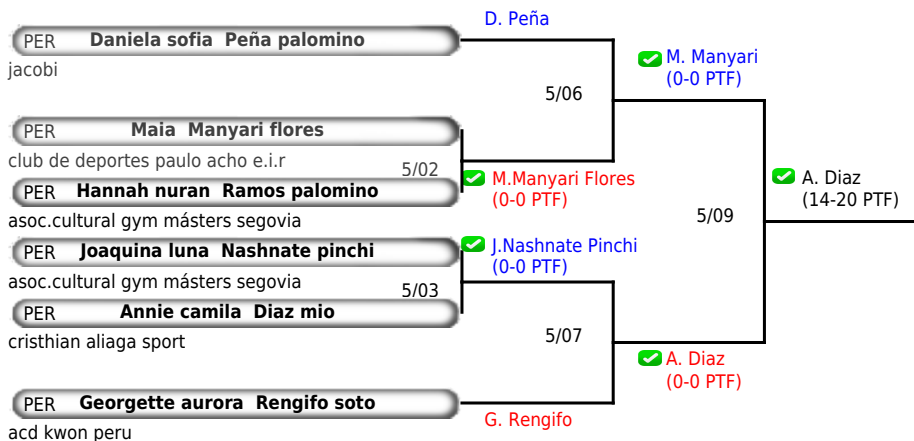 D. Peña
PER Daniela sofia Peña palomino
jacobi
M. Manyari
(0-0 PTF)
5/06
PER Maia Manyari flores
club de deportes paulo acho e.i.r
5/02
M.Manyari Flores
(0-0 PTF)
PER Hannah nuran Ramos palomino
asoc.cultural gym másters segovia
A. Diaz
(14-20 PTF)
5/09
PER Joaquina luna Nashnate pinchi
asoc.cultural gym másters segovia
J.Nashnate Pinchi
(0-0 PTF)
5/03
PER Annie camila Diaz mio
cristhian aliaga sport
5/07
A. Diaz
(0-0 PTF)
PER Georgette aurora Rengifo soto
acd kwon peru
G. Rengifo